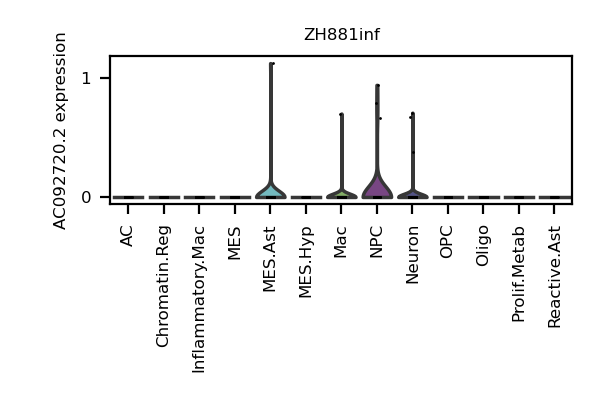 ZH881inf
AC092720.2 expression
1
0
AC
Chromatin.Reg
Inflammatory.Mac
MES
MES.Ast
MES.Hyp
Mac
NPC
Neuron
OPC
Oligo
Prolif.Metab
Reactive.Ast